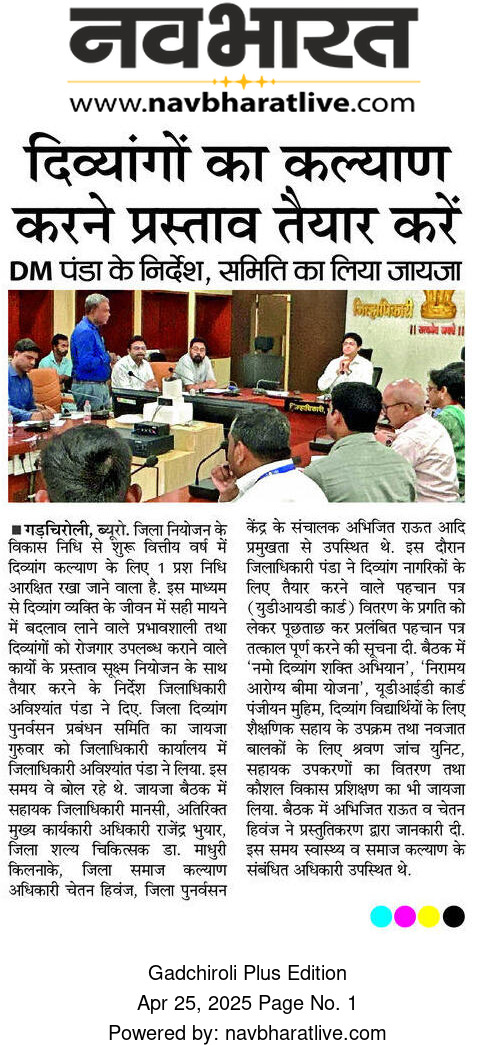 नवभारत
www.navbharatlive.com
दिव्यांगों का कल्याण
करने प्रस्ताव तैयार करें
DM पंडा के निर्देश, समिति का लिया जायजा
जिल्हाधिकारी
॥ सत्यमेव जयते ॥
जिल्हाधिकारी,
■ गड़चिरोली, ब्यूरो. जिला नियोजन के
विकास निधि से शुरू वित्तीय वर्ष में
दिव्यांग कल्याण के लिए 1 प्रश निधि
आरक्षित रखा जाने वाला है. इस माध्यम
से दिव्यांग व्यक्ति के जीवन में सही मायने
में बदलाव लाने वाले प्रभावशाली तथा
दिव्यांगों को रोजगार उपलब्ध कराने वाले
कार्यो के प्रस्ताव सूक्ष्म नियोजन के साथ
तैयार करने के निर्देश जिलाधिकारी
अविश्यांत पंडा ने दिए. जिला दिव्यांग
पुनर्वसन प्रबंधन समिति का जायजा
गुरुवार को जिलाधिकारी कार्यालय में
जिलाधिकारी अविश्यांत पंडा ने लिया. इस
समय वे बोल रहे थे. जायजा बैठक में
सहायक जिलाधिकारी मानसी, अतिरिक्त
मुख्य कार्यकारी अधिकारी राजेंद्र भुयार,
जिला शल्य चिकित्सक डा. माधुरी
किलनाके, जिला समाज कल्याण
अधिकारी चेतन हिवंज, जिला पुनर्वसन
केंद्र के संचालक अभिजित राऊत आदि
प्रमुखता से उपस्थित थे. इस दौरान
जिलाधिकारी पंडा ने दिव्यांग नागरिकों के
लिए तैयार करने वाले पहचान पत्र
(युडीआयडी कार्ड) वितरण के प्रगति को
लेकर पूछताछ कर प्रलंबित पहचान पत्र
तत्काल पूर्ण करने की सूचना दी. बैठक में
'नमो दिव्यांग शक्ति अभियान', 'निरामय
आरोग्य बीमा योजना', यूडीआईडी कार्ड
पंजीयन मुहिम, दिव्यांग विद्यार्थियों के लिए
शैक्षणिक सहाय के उपक्रम तथा नवजात
बालकों के लिए श्रवण जांच युनिट,
सहायक उपकरणों का वितरण तथा
कौशल विकास प्रशिक्षण का भी जायजा
लिया. बैठक में अभिजित राऊत व चेतन
हिवंज ने प्रस्तुतिकरण द्वारा जानकारी दी.
इस समय स्वास्थ्य व समाज कल्याण के
संबंधित अधिकारी उपस्थित थे.
Gadchiroli Plus Edition
Apr 25, 2025 Page No. 1
Powered by: navbharatlive.com